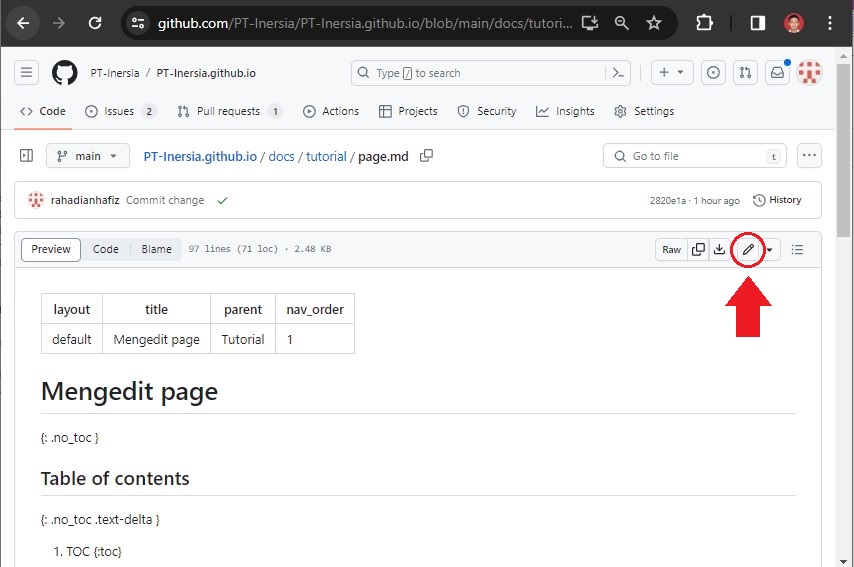 github.com/PT-Inersia/PT-Inersia.github.io/blob/main/docs/tutori...
PT-Inersia / PT-Inersia.github.io
Type / to search
Code Issues 2 Pull requests 1 Actions Projects Security Insights Settings
main PT-Inersia.github.io / docs / tutorial / page.md Go to file t
rahadianhafiz Commit change 2820e1a · 1 hour ago History
Preview Code Blame 97 lines (71 loc) · 2.48 KB Raw
layout title parent nav_order
default Mengedit page Tutorial 1
Mengedit page
{: .no_toc }
Table of contents
{: .no_toc .text-delta }
1. TOC {:toc}